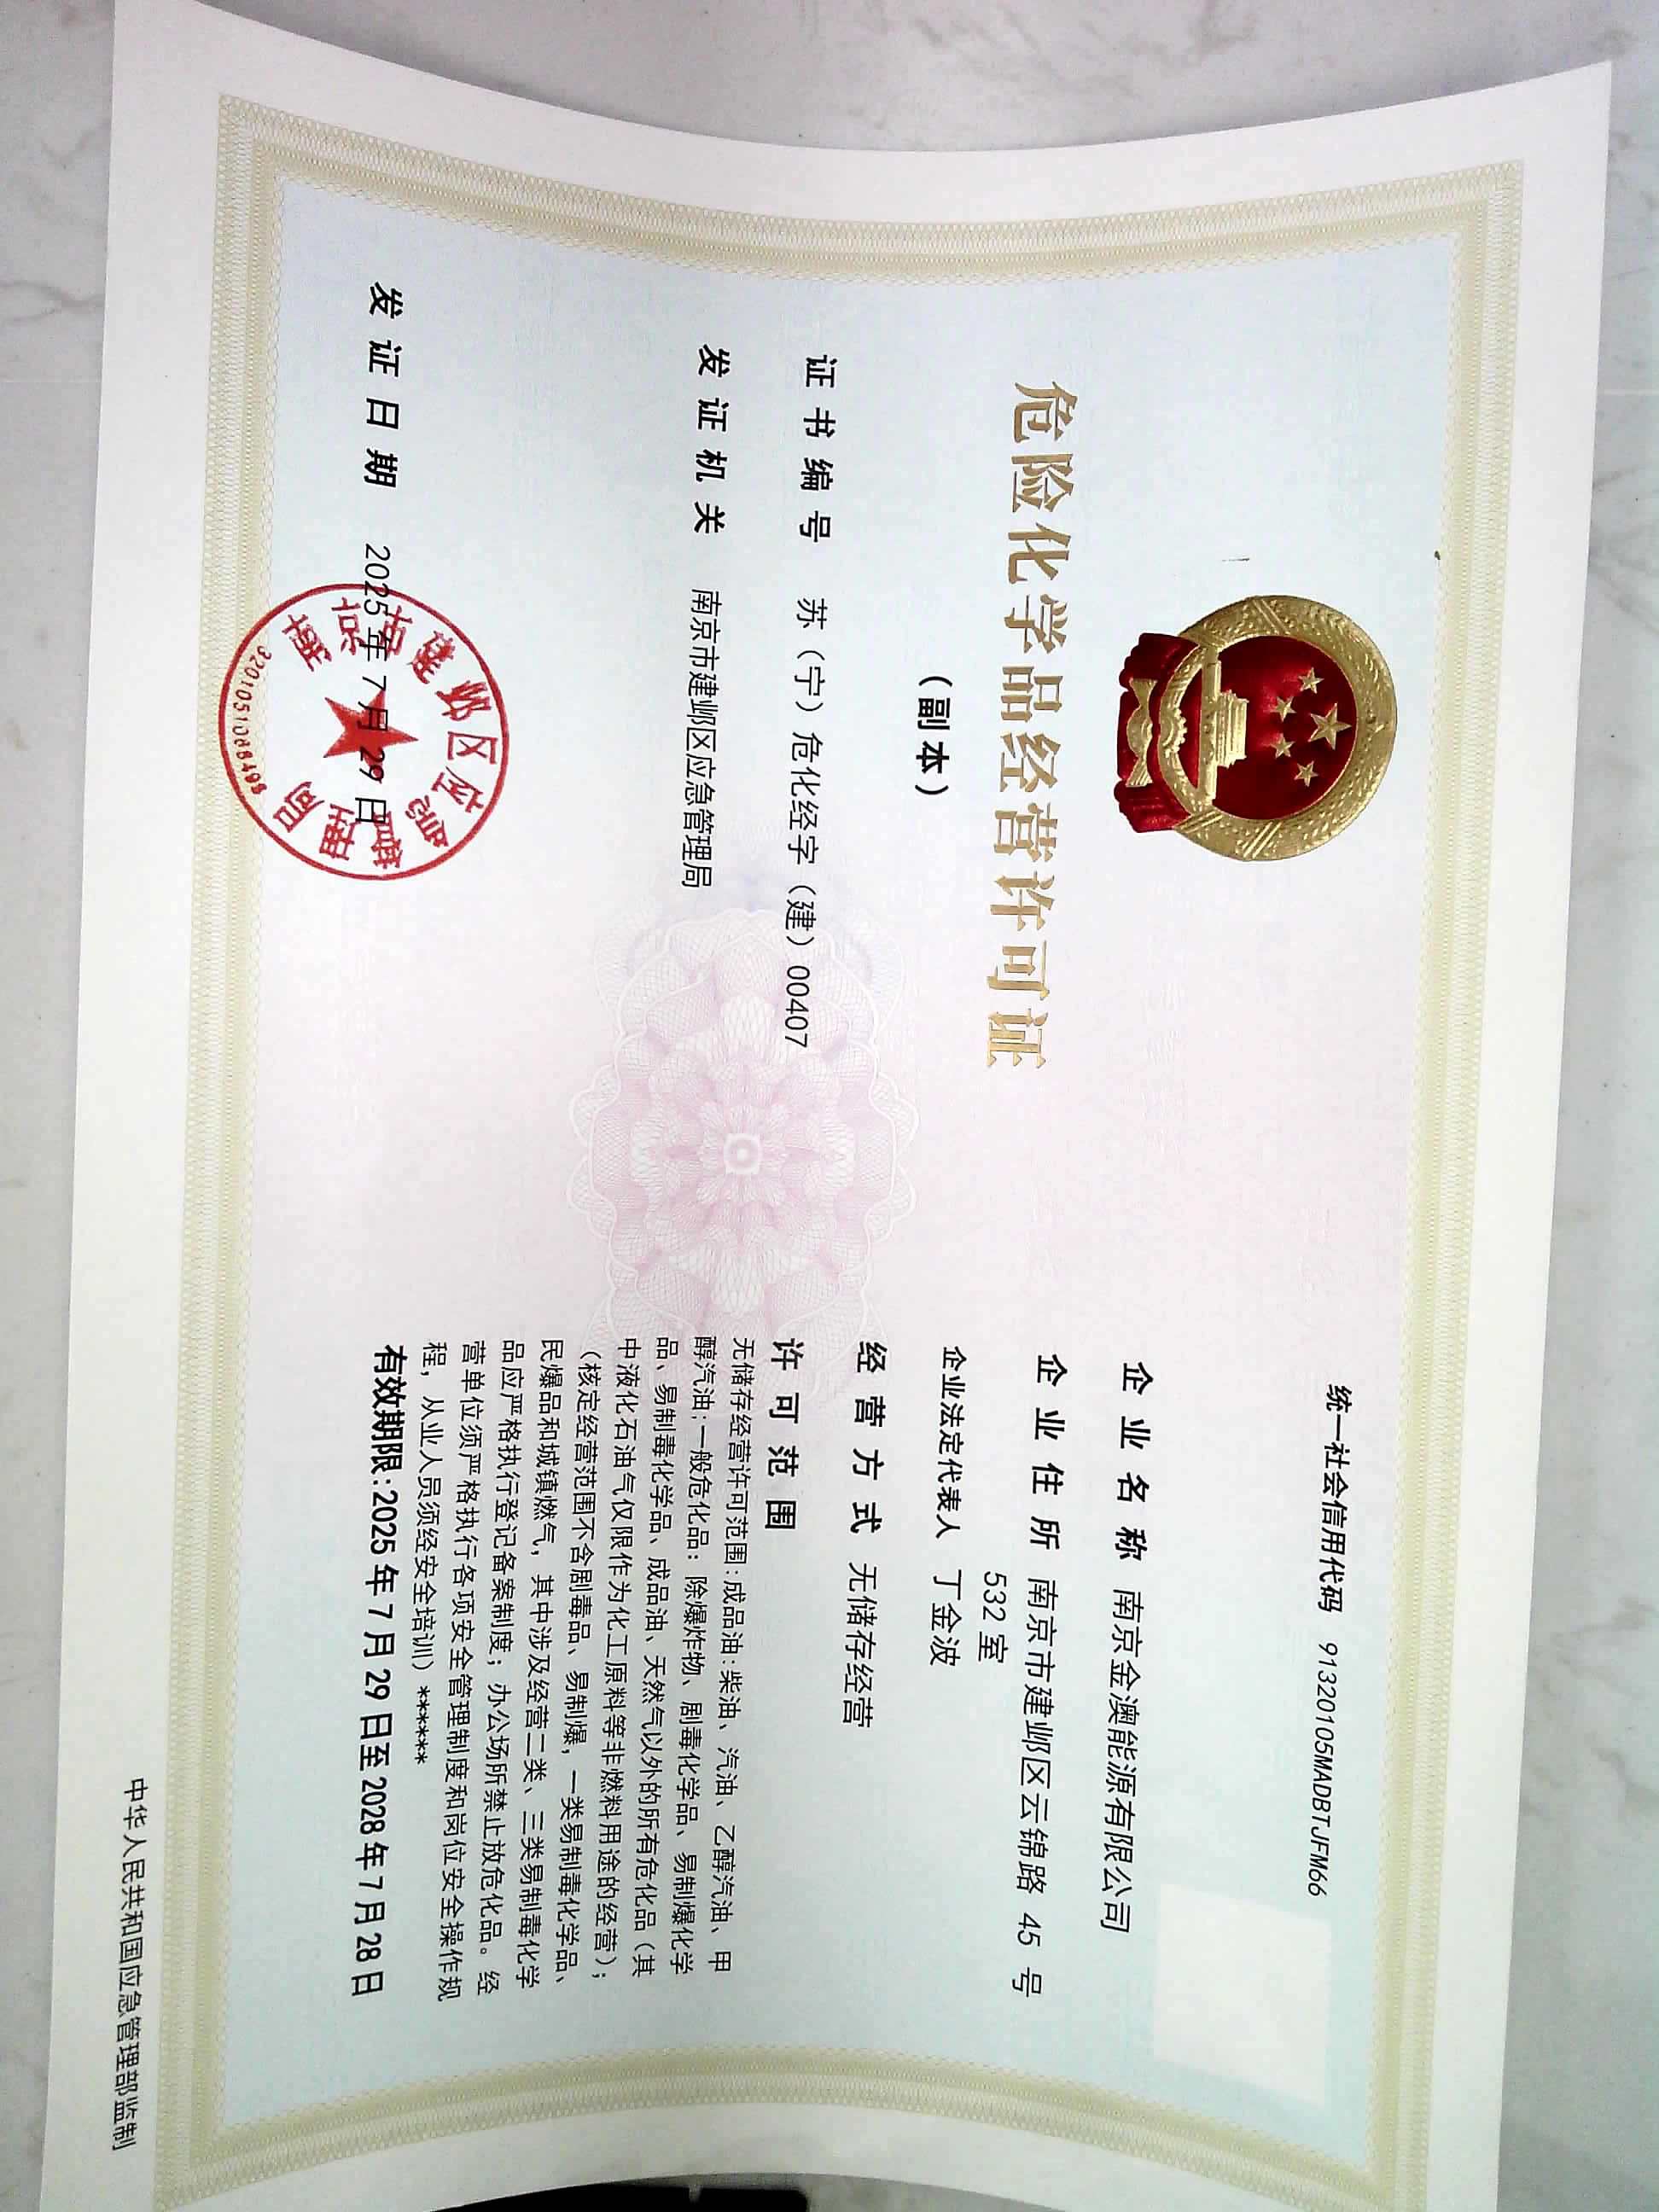 危险化学品经营许可证
（副本）
证书编号 苏（宁）危化经字（建）00407
发证机关 南京市建邺区应急管理局
发证日期 2025年7月29日
南京市建邺区应急管理局
统一社会信用代码 91320105MADBTJFM66
企业名称 南京金澳能源有限公司
企业住所 南京市建邺区云锦路 45 号
532室
企业法定代表人 丁金波
经营方式 无储存经营
许可范围
无储存经营许可范围:成品油:柴油、汽油、乙醇汽油、甲
醇汽油;一般危化品：除爆炸物、剧毒化学品、易制爆化学
品、易制毒化学品、成品油、天然气以外的所有危化品（其
中液化石油气仅限作为化工原料等非燃料用途的经营）；
（核定经营范围不含剧毒品、易制爆，一类易制毒化学品、
民爆品和城镇燃气，其中涉及经营二类、三类易制毒化学
品应严格执行登记备案制度；办公场所禁止放危化品。经
营单位须严格执行各项安全管理制度和岗位安全操作规
程，从业人员须经安全培训）*****
有效期限:2025年7月29日至2028年7月28日
中华人民共和国应急管理部监制